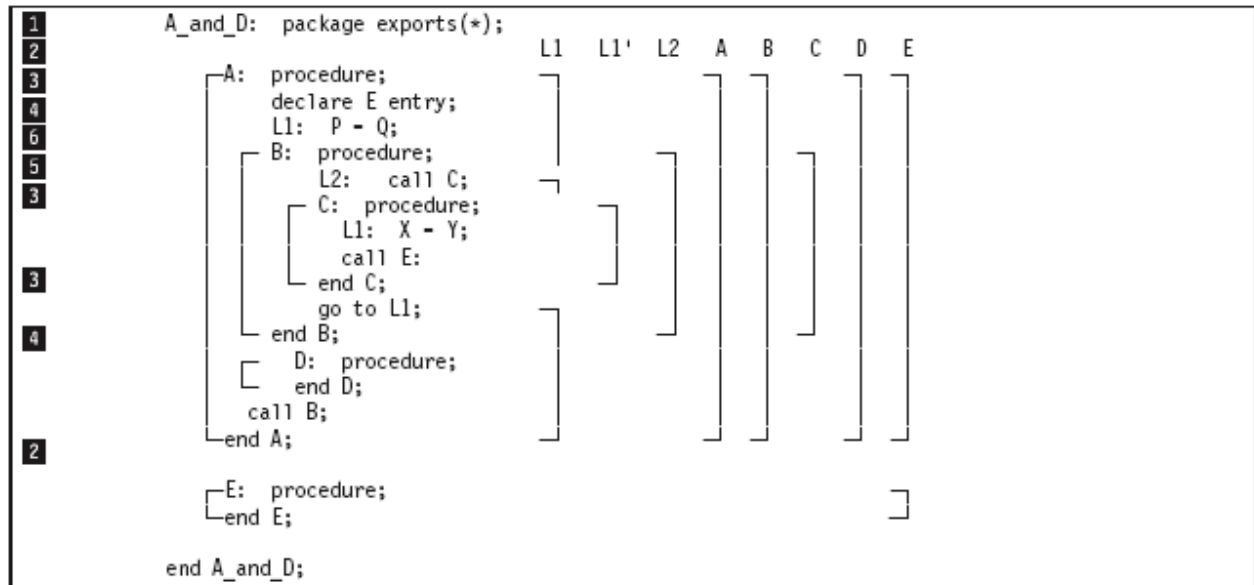 1 A_and_D: package exports(*);
2 L1 L1' L2 A B C D E
3 A: procedure;
4 declare E entry;
6 L1: P - Q;
5 B: procedure;
3 L2: call C;
C: procedure;
L1: X - Y;
call E:
3 end C;
go to L1;
4 end B;
D: procedure;
end D;
call B;
2 end A;
E: procedure;
end E;
end A_and_D;